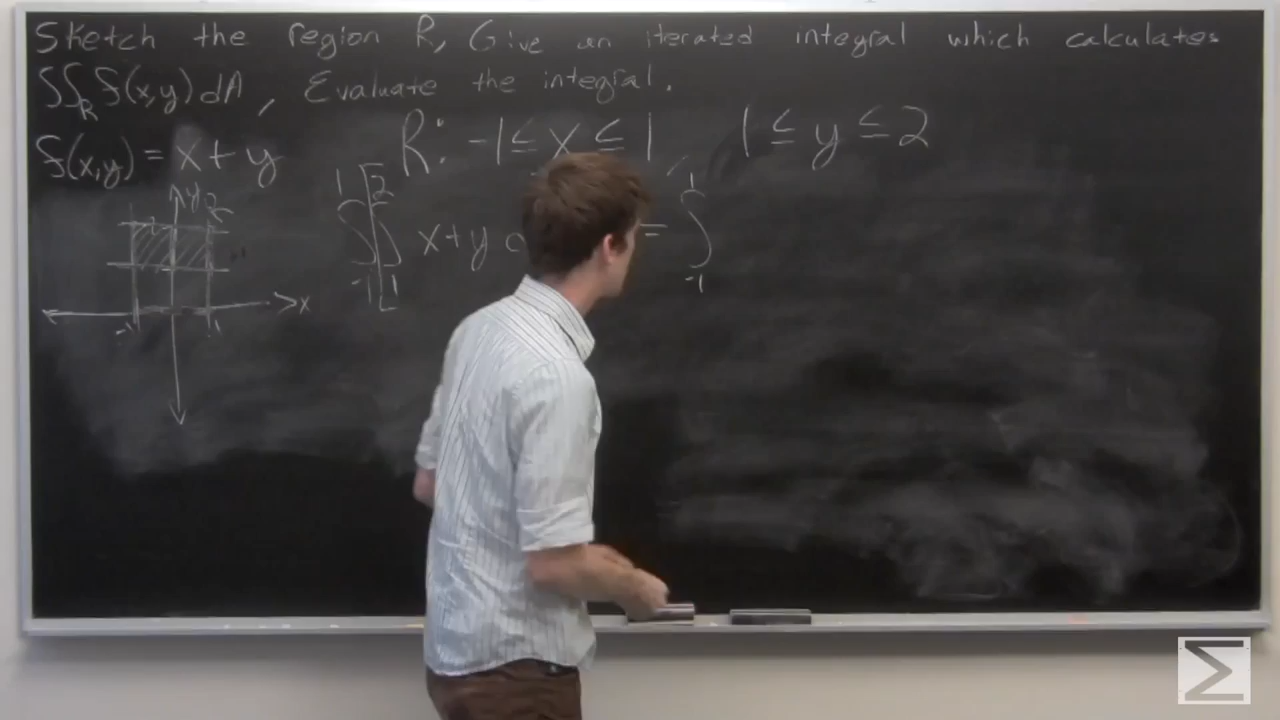 Sketch the region R, Give an iterated integral which calculates
∫∫_R f(x,y) dA, Evaluate the integral.
f(x,y) = x + y R: -1 ≤ x ≤ 1 1 ≤ y ≤ 2
y 2 1 2 1
∫ ∫ x+y = ∫
-1 1 -1
x
-1 1
Σ